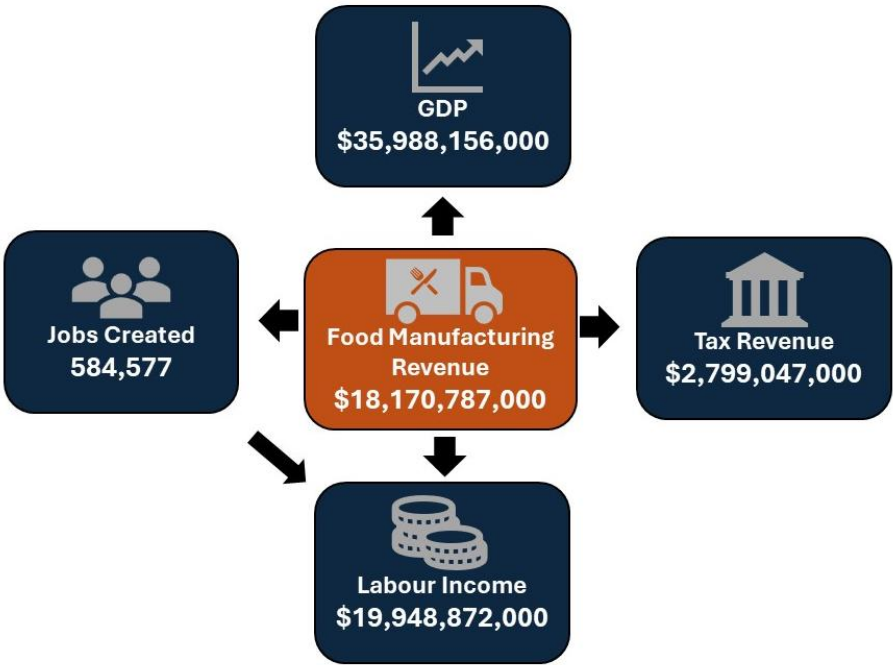 GDP
$35,988,156,000
Jobs Created
584,577
Food Manufacturing
Revenue
$18,170,787,000
Tax Revenue
$2,799,047,000
Labour Income
$19,948,872,000